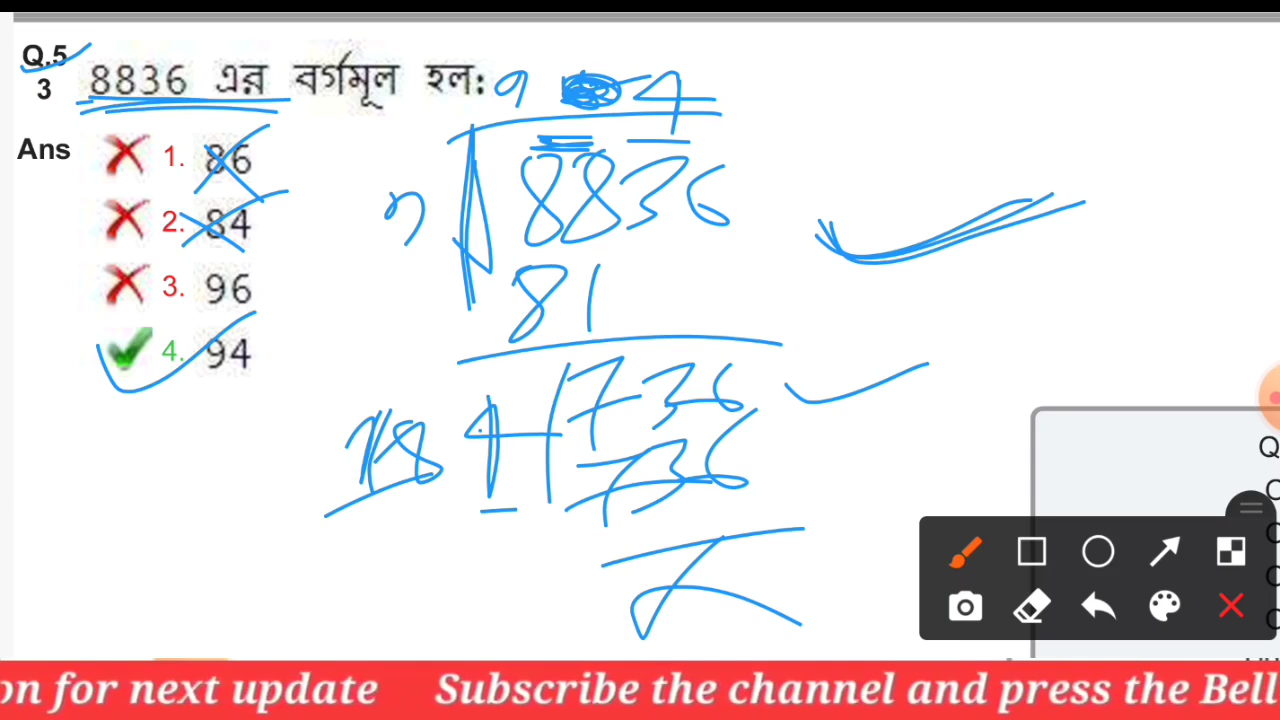 Q.5
3
8836 এর বর্গমূল হল:
Ans
1. 86
2. 84
3. 96
4. 94
9 4
9 8836
81
184 736
736
Q
on for next update Subscribe the channel and press the Bell